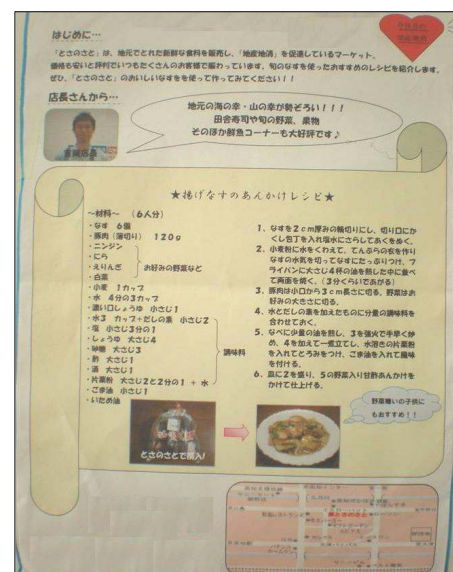 はじめに…
「とさのさと」は、地元でとれた新鮮な食料を販売し、「地産地消」を促進しているマーケット。
価格も安いと評判でいつもたくさんのお客様で賑わっています。旬のなすを使ったおすすめのレシピを紹介します。
ぜひ、「とさのさと」のおいしいなすをを使って作ってみてください！！
店長さんから…
地元の海の幸・山の幸が勢ぞろい！！！
田舎寿司や旬の野菜、果物
そのほか鮮魚コーナーも大好評です♪
★揚げなすのあんかけレシピ★
～材料～　（６人分）
・なす　６個
・豚肉（薄切り）　１２０ｇ
・ニンジン
・にら
・えりんぎ
・白菜
お好みの野菜など
・小麦　１カップ
・水　４分の３カップ
・濃い口しょうゆ　小さじ１
・水３　カップ＋だしの素　小さじ２
・塩　小さじ３分の１
・しょうゆ　大さじ４
・砂糖　大さじ３
・酢　大さじ１
・酒　大さじ１
・片栗粉　大さじ２と２分の１　＋　水
・ごま油　小さじ１
・いため油
調味料
１、なすを２ｃｍ厚みの輪切りにし、切り口にか
くし包丁を入れ塩水にさらしてあくをぬく。
２、小麦粉に水をくわえて、てんぷらの衣を作り
なすの水気を切ってなすにたっぷりつけ、フ
ライパンに大さじ４杯の油を熱した中に並べ
て両面を焼く。（３分くらいであがる）
３、豚肉は小口から３ｃｍ長さに切る。野菜はお
好みの大きさに切る。
４、水とだしの素を加えたものに分量の調味料を
合わせておく。
５、なべに少量の油を熱し、３を強火で手早く炒
め、４を加えて一煮立てし、水溶きの片栗粉
を入れてとろみをつけ、ごま油を入れて風味
を付ける。
６、皿に２を盛り、５の野菜入り甘酢あんかけを
かけて仕上げる。
とさのさとで購入！
野菜嫌いの子供に
もおすすめ！！